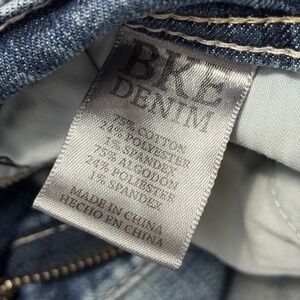 BKE
DENIM
75% COTTON
24% POLYESTER
1% SPANDEX
75% ALGODON
24% POLIESTER
1% SPANDEX
MADE IN CHINA
HECHO EN CHINA